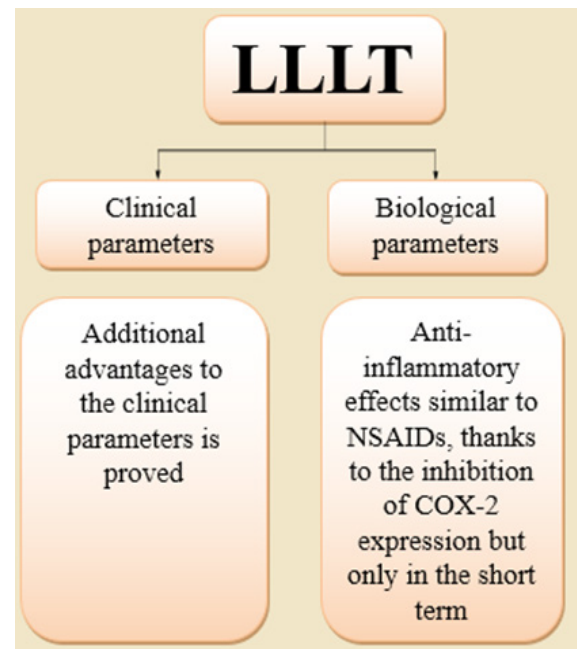 LLLT
Clinical
parameters
Biological
parameters
Additional
advantages to
the clinical
parameters is
proved
Anti-
inflammatory
effects similar to
NSAIDs, thanks
to the inhibition
of COX-2
expression but
only in the short
term